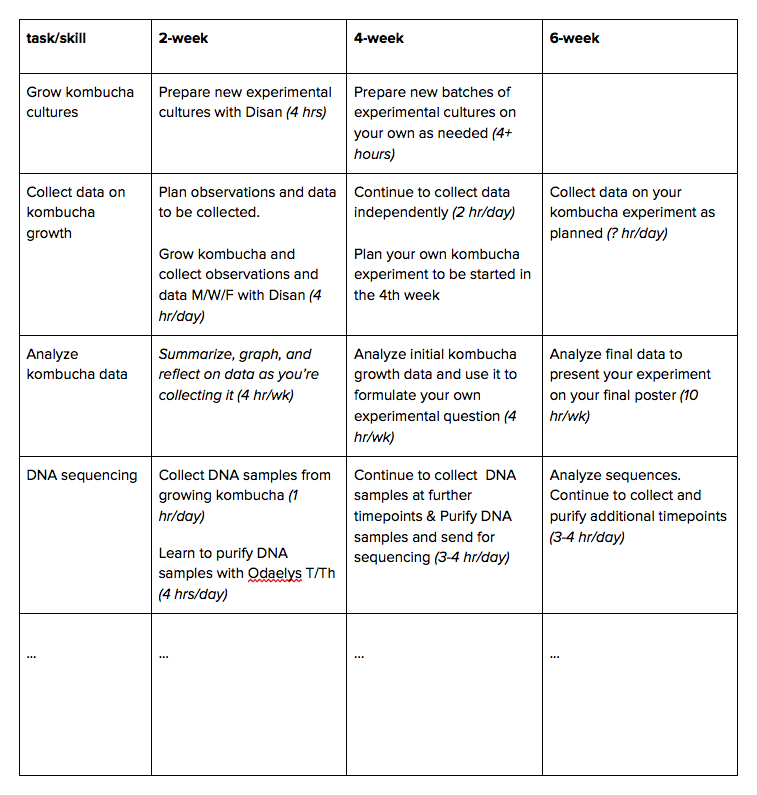 task/skill
2-week
4-week
6-week
Grow kombucha
cultures
Prepare new experimental
cultures with Disan (4 hrs)
Prepare new batches of
experimental cultures on
your own as needed (4+
hours)
Collect data on
kombucha
growth
Plan observations and data
to be collected.
Grow kombucha and
collect observations and
data M/W/F with Disan (4
hr/day)
Continue to collect data
independently (2 hr/day)
Plan your own kombucha
experiment to be started in
the 4th week
Collect data on your
kombucha experiment as
planned (? hr/day)
Analyze
kombucha data
Summarize, graph, and
reflect on data as you’re
collecting it (4 hr/wk)
Analyze initial kombucha
growth data and use it to
formulate your own
experimental question (4
hr/wk)
Analyze final data to
present your experiment
on your final poster (10
hr/wk)
DNA sequencing
Collect DNA samples from
growing kombucha (1
hr/day)
Learn to purify DNA
samples with Odaelys T/Th
(4 hrs/day)
Continue to collect  DNA
samples at further
timepoints & Purify DNA
samples and send for
sequencing (3-4 hr/day)
Analyze sequences.
Continue to collect and
purify additional timepoints
(3-4 hr/day)
...
...
...
...